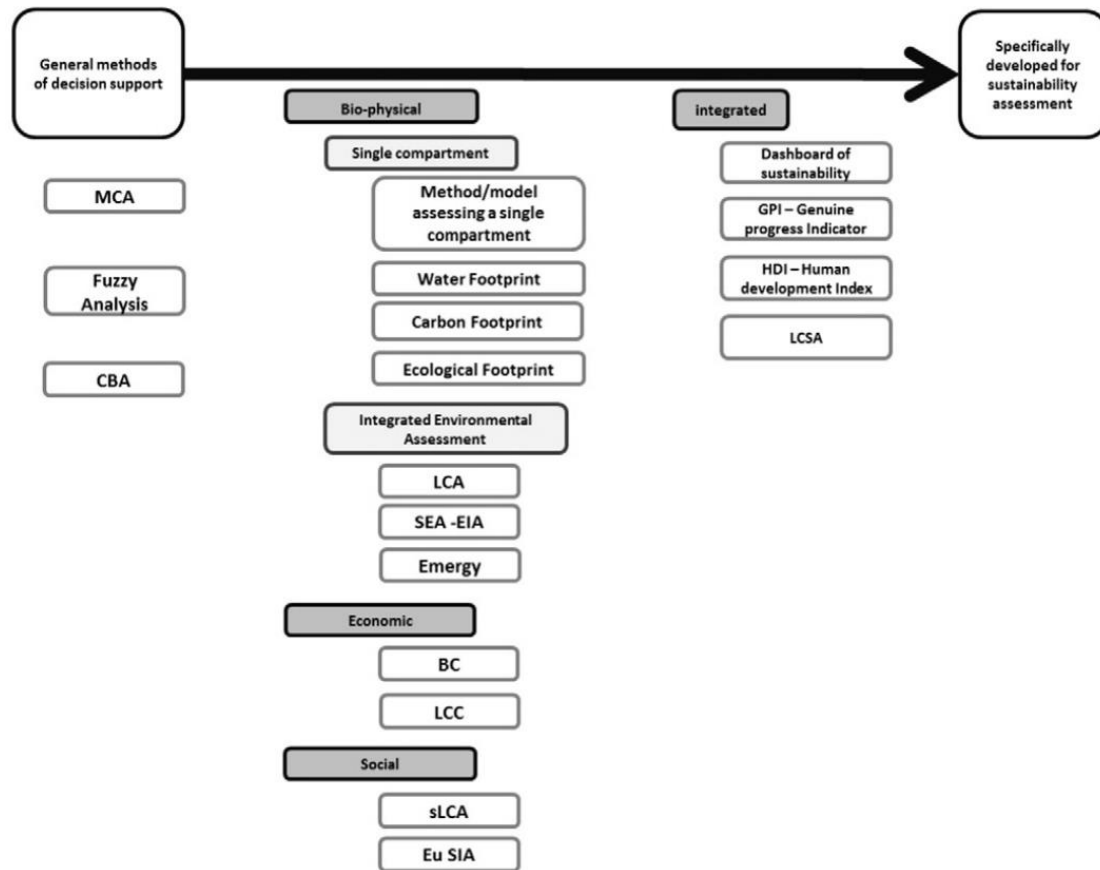 General methods
of decision support
Specifically
developed for
sustainability
assessment
MCA
Fuzzy
Analysis
CBA
Bio-physical
Single compartment
Method/model
assessing a single
compartment
Water Footprint
Carbon Footprint
Ecological Footprint
Integrated Environmental
Assessment
LCA
SEA -EIA
Emergy
Economic
BC
LCC
Social
sLCA
Eu SIA
integrated
Dashboard of
sustainability
GPI – Genuine
progress Indicator
HDI – Human
development Index
LCSA